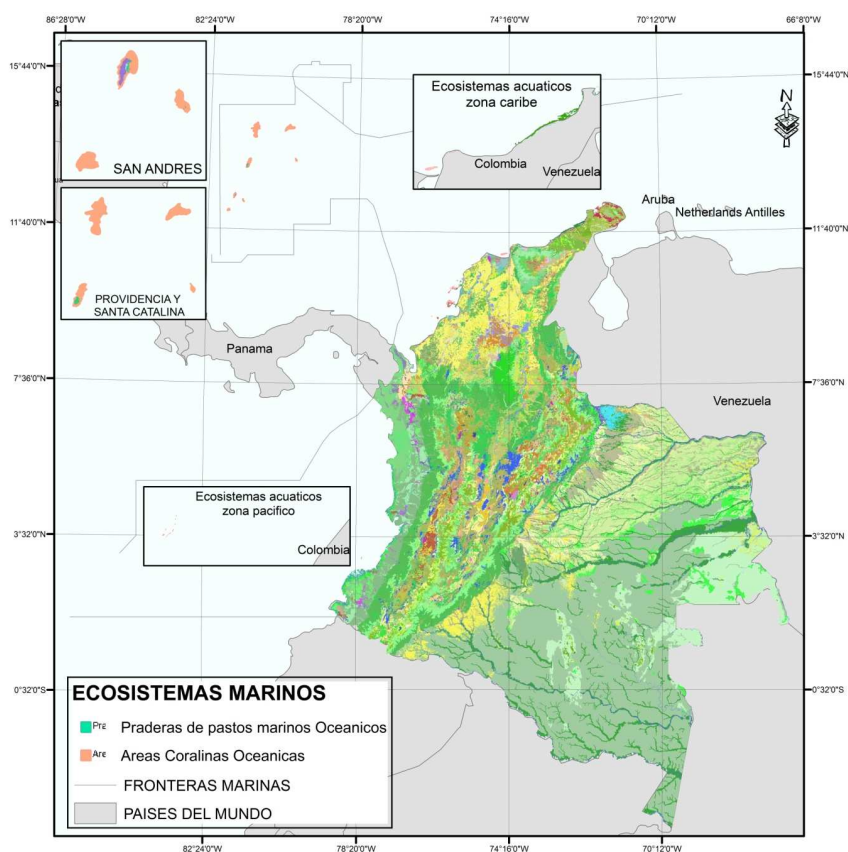 86°28'0"W 82°24'0"W 78°20'0"W 74°16'0"W 70°12'0"W 66°8'0"W
15°44'0"N
15°44'0"N
SAN ANDRES
Ecosistemas acuaticos
zona caribe
Colombia
Venezuela
N
11°40'0"N
11°40'0"N
PROVIDENCIA Y
SANTA CATALINA
Aruba
Netherlands Antilles
Panama
7°36'0"N
7°36'0"N
Venezuela
Ecosistemas acuaticos
zona pacifico
Colombia
3°32'0"N
3°32'0"N
0°32'0"S
0°32'0"S
ECOSISTEMAS MARINOS
Praderas de pastos marinos Oceanicos
Areas Coralinas Oceanicas
FRONTERAS MARINAS
PAISES DEL MUNDO
82°24'0"W 78°20'0"W 74°16'0"W 70°12'0"W